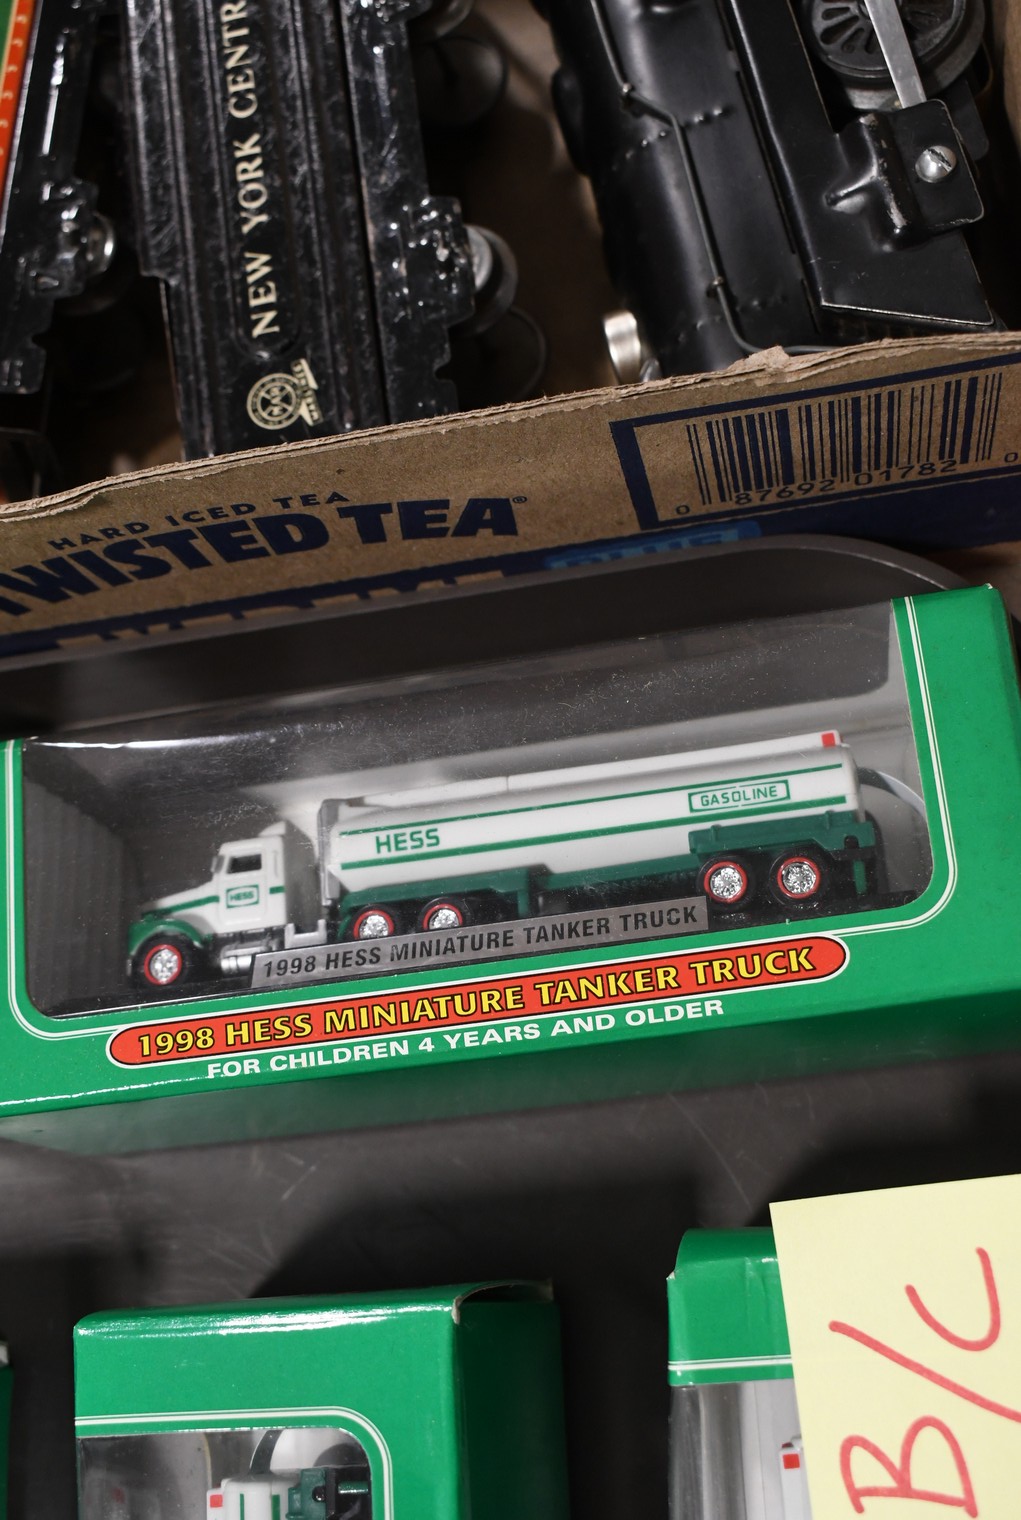 NEW YORK CENTR
HARD ICED TEA
WISTED TEA®
0 87692 01782 0
GASOLINE
HESS
HESS
1998 HESS MINIATURE TANKER TRUCK
1998 HESS MINIATURE TANKER TRUCK
FOR CHILDREN 4 YEARS AND OLDER
B/C